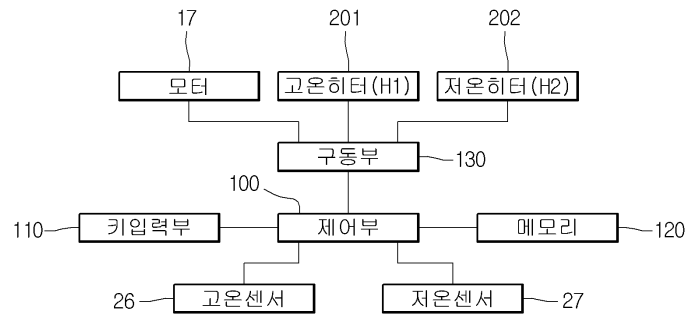 17 201 202
모터 고온히터(H1) 저온히터(H2)
구동부 130
100
110 키입력부 제어부 메모리 120
26 고온센서 저온센서 27